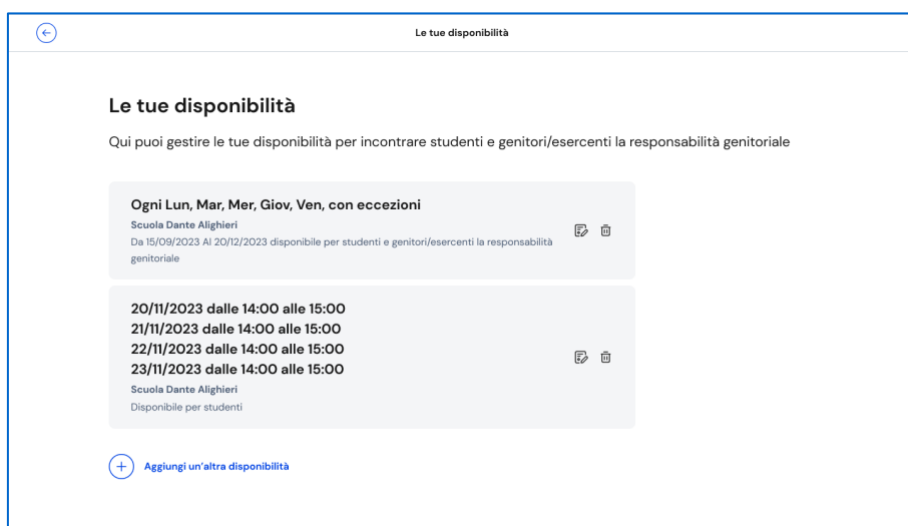 Le tue disponibilità
Le tue disponibilità
Qui puoi gestire le tue disponibilità per incontrare studenti e genitori/esercenti la responsabilità genitoriale
Ogni Lun, Mar, Mer, Giov, Ven, con eccezioni
Scuola Dante Alighieri
Da 15/09/2023 Al 20/12/2023 disponibile per studenti e genitori/esercenti la responsabilità
genitoriale
20/11/2023 dalle 14:00 alle 15:00
21/11/2023 dalle 14:00 alle 15:00
22/11/2023 dalle 14:00 alle 15:00
23/11/2023 dalle 14:00 alle 15:00
Scuola Dante Alighieri
Disponibile per studenti
Aggiungi un'altra disponibilità